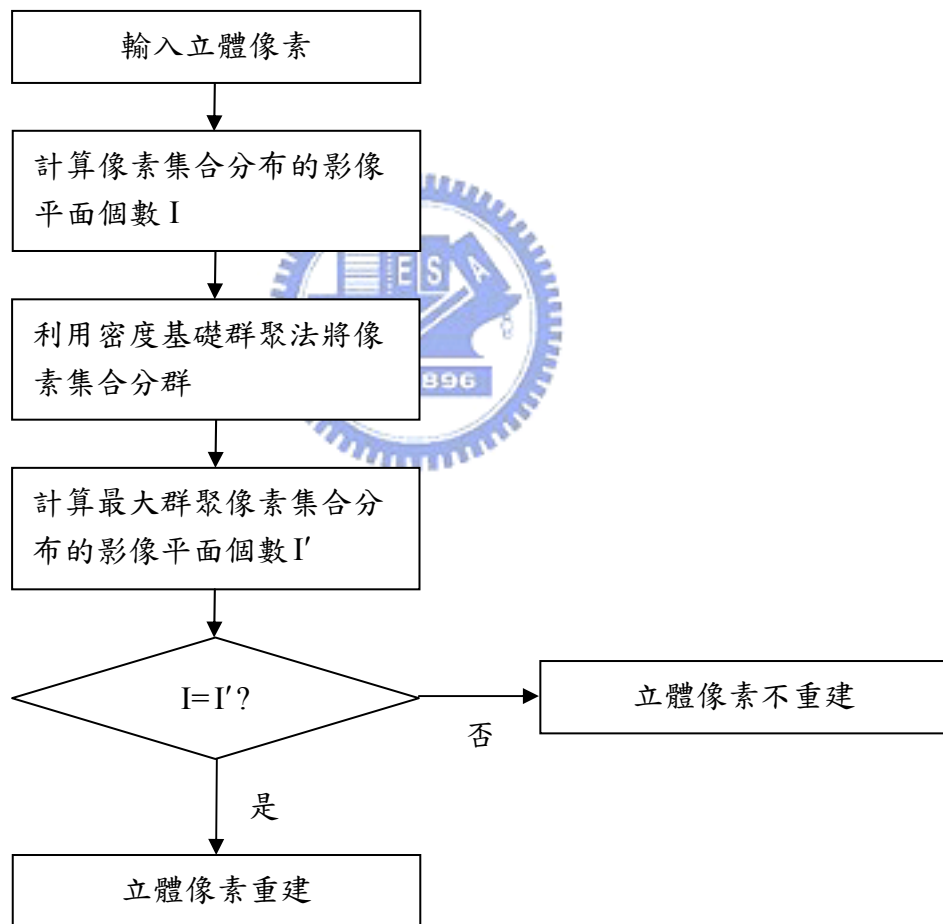 輸入立體像素
計算像素集合分布的影像
平面個數 I
利用密度基礎群聚法將像
素集合分群
計算最大群聚像素集合分
布的影像平面個數 I′
I=I′?
否
立體像素不重建
是
立體像素重建
ESA
896